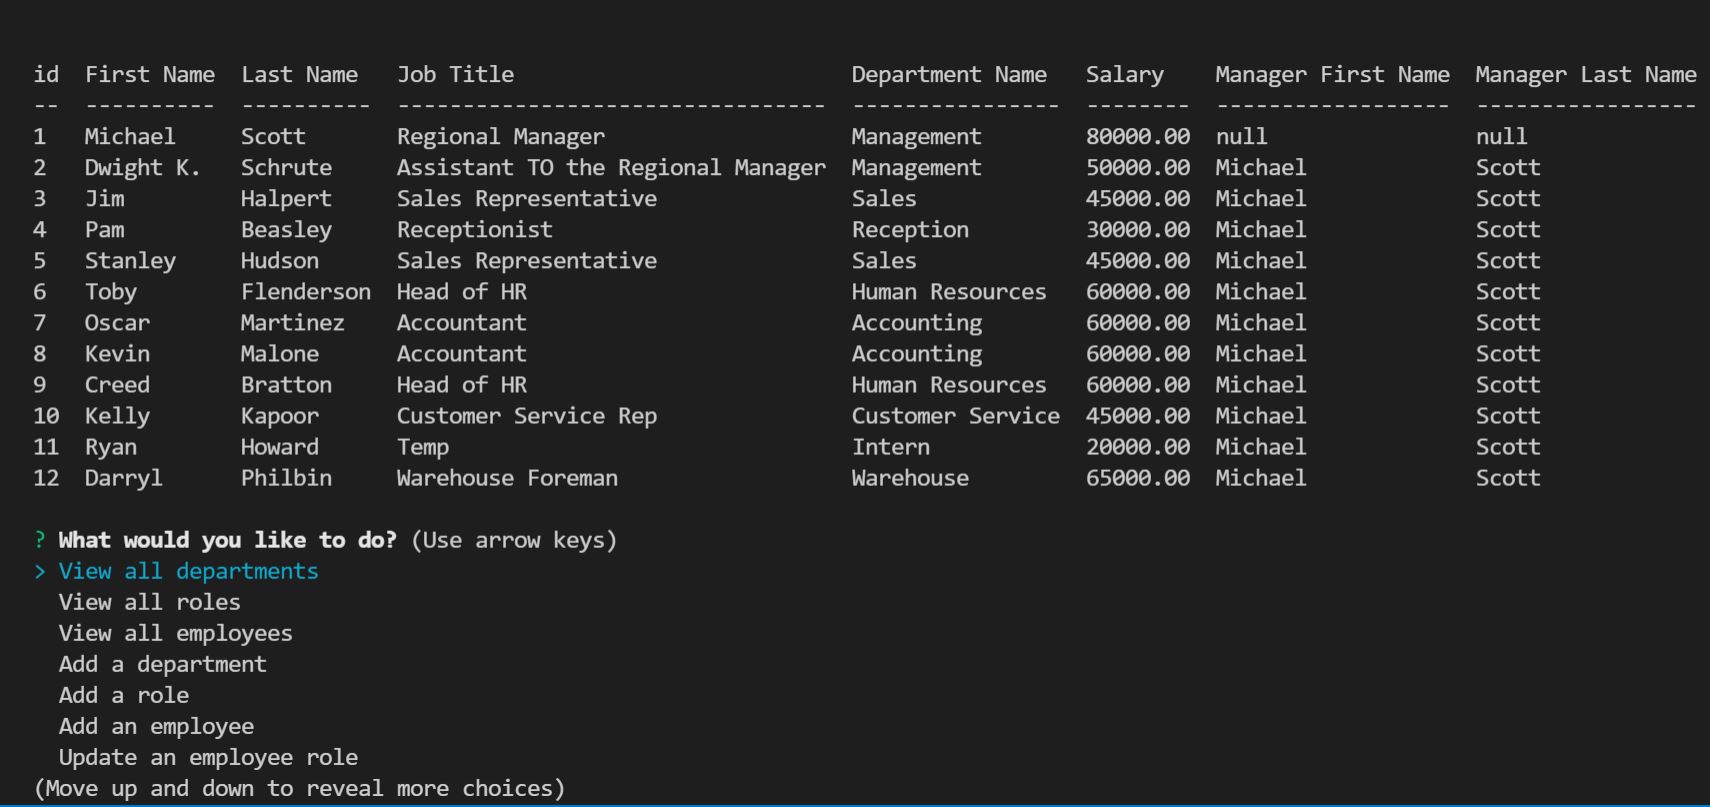 id  First Name  Last Name   Job Title                          Department Name   Salary    Manager First Name  Manager Last Name
--  ----------  ----------  ---------------------------------  ----------------  --------  ------------------  -----------------
1   Michael     Scott       Regional Manager                   Management        80000.00  null                null
2   Dwight K.   Schrute     Assistant TO the Regional Manager  Management        50000.00  Michael             Scott
3   Jim         Halpert     Sales Representative               Sales             45000.00  Michael             Scott
4   Pam         Beasley     Receptionist                       Reception         30000.00  Michael             Scott
5   Stanley     Hudson      Sales Representative               Sales             45000.00  Michael             Scott
6   Toby        Flenderson  Head of HR                         Human Resources   60000.00  Michael             Scott
7   Oscar       Martinez    Accountant                         Accounting        60000.00  Michael             Scott
8   Kevin       Malone      Accountant                         Accounting        60000.00  Michael             Scott
9   Creed       Bratton     Head of HR                         Human Resources   60000.00  Michael             Scott
10  Kelly       Kapoor      Customer Service Rep               Customer Service  45000.00  Michael             Scott
11  Ryan        Howard      Temp                               Intern            20000.00  Michael             Scott
12  Darryl      Philbin     Warehouse Foreman                  Warehouse         65000.00  Michael             Scott
? What would you like to do? (Use arrow keys)
> View all departments
View all roles
View all employees
Add a department
Add a role
Add an employee
Update an employee role
(Move up and down to reveal more choices)